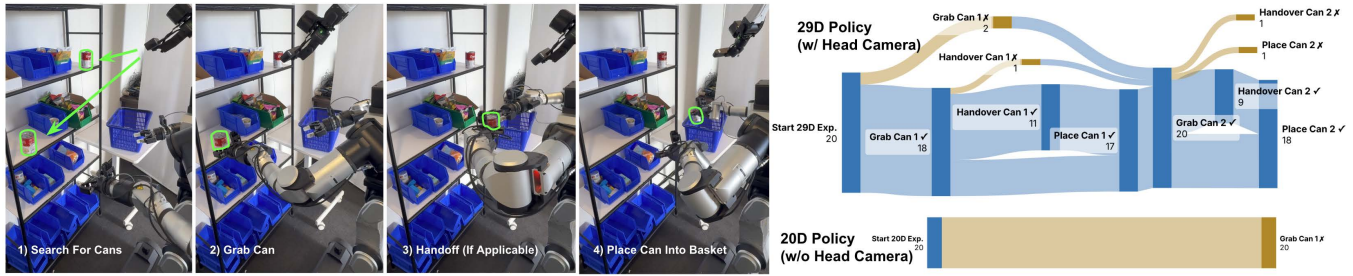 1) Search For Cans
2) Grab Can
3) Handoff (If Applicable)
4) Place Can Into Basket
29D Policy
(w/ Head Camera)
Start 29D Exp.
20
Grab Can 1✗
2
Grab Can 1 ✓
18
Handover Can 1✗
1
Handover Can 1 ✓
11
Place Can 1 ✓
17
Grab Can 2 ✓
20
Handover Can 2 ✗
1
Place Can 2 ✗
1
Handover Can 2 ✓
9
Place Can 2 ✓
18
20D Policy
(w/o Head Camera)
Start 20D Exp.
20
Grab Can 1✗
20